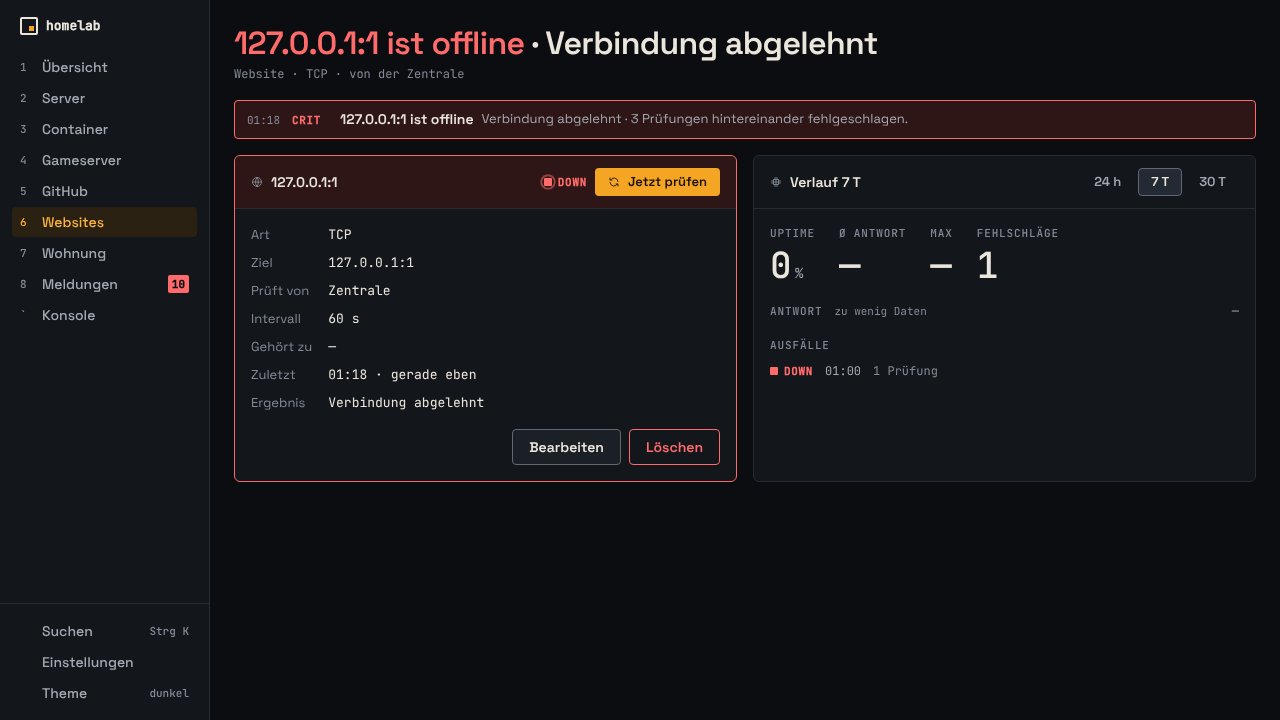 homelab
1 Übersicht
2 Server
3 Container
4 Gameserver
5 GitHub
6 Websites
7 Wohnung
8 Meldungen 10
` Konsole
Suchen Strg K
Einstellungen
Theme dunkel
127.0.0.1:1 ist offline · Verbindung abgelehnt
Website · TCP · von der Zentrale
01:18 CRIT 127.0.0.1:1 ist offline Verbindung abgelehnt · 3 Prüfungen hintereinander fehlgeschlagen.
127.0.0.1:1 DOWN Jetzt prüfen
Art TCP
Ziel 127.0.0.1:1
Prüft von Zentrale
Intervall 60 s
Gehört zu —
Zuletzt 01:18 · gerade eben
Ergebnis Verbindung abgelehnt
Bearbeiten Löschen
Verlauf 7 T 24 h 7 T 30 T
UPTIME Ø ANTWORT MAX FEHLSCHLÄGE
0 % — — 1
ANTWORT zu wenig Daten —
AUSFÄLLE
DOWN 01:00 1 Prüfung